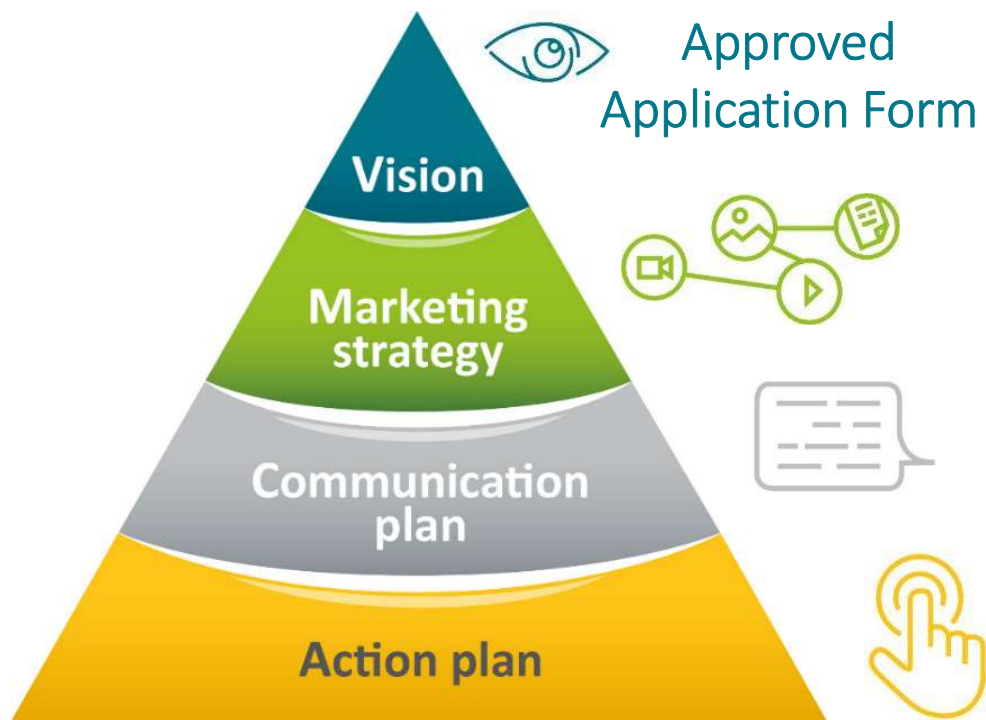 Approved
Application Form
Vision
Marketing
strategy
Communication
plan
Action plan